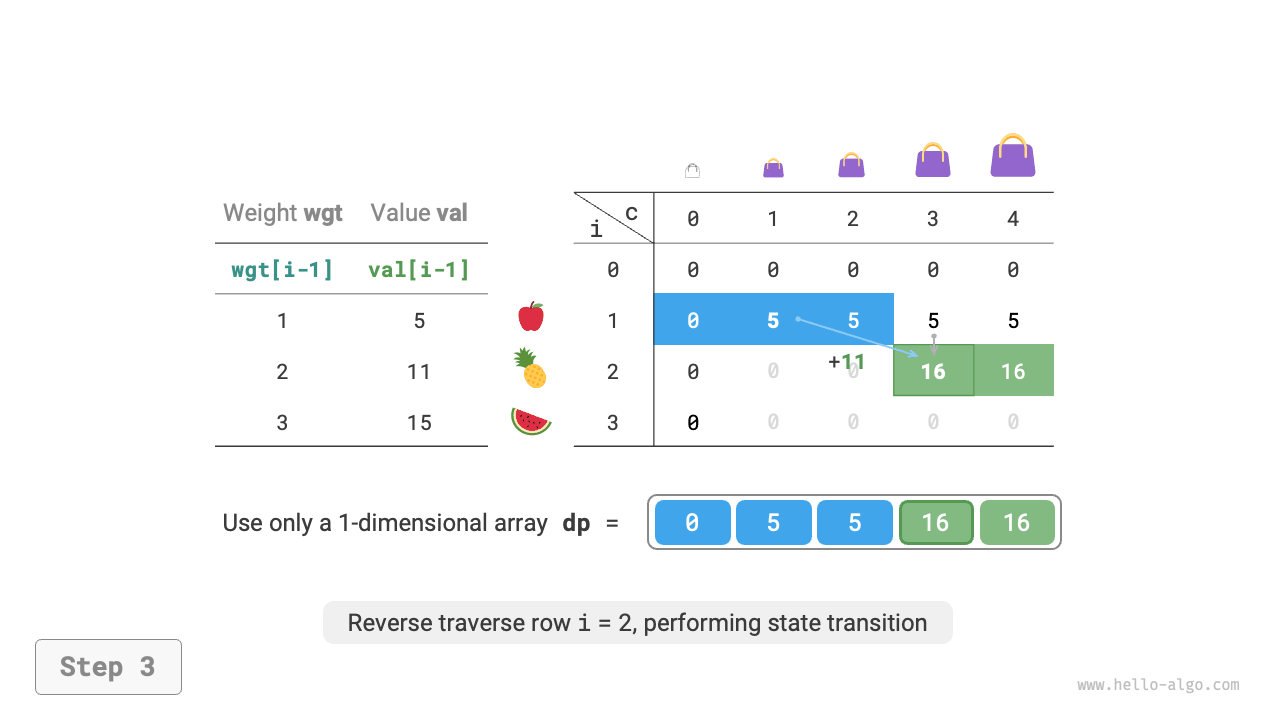 Weight wgt Value val
wgt[i-1] val[i-1]
1 5
2 11
3 15
c 0 1 2 3 4
i
0 0 0 0 0 0
1 0 5 5 5 5
+11
2 0 0 0 16 16
3 0 0 0 0 0
Use only a 1-dimensional array dp = 0 5 5 16 16
Reverse traverse row i = 2, performing state transition
Step 3
www.hello-algo.com